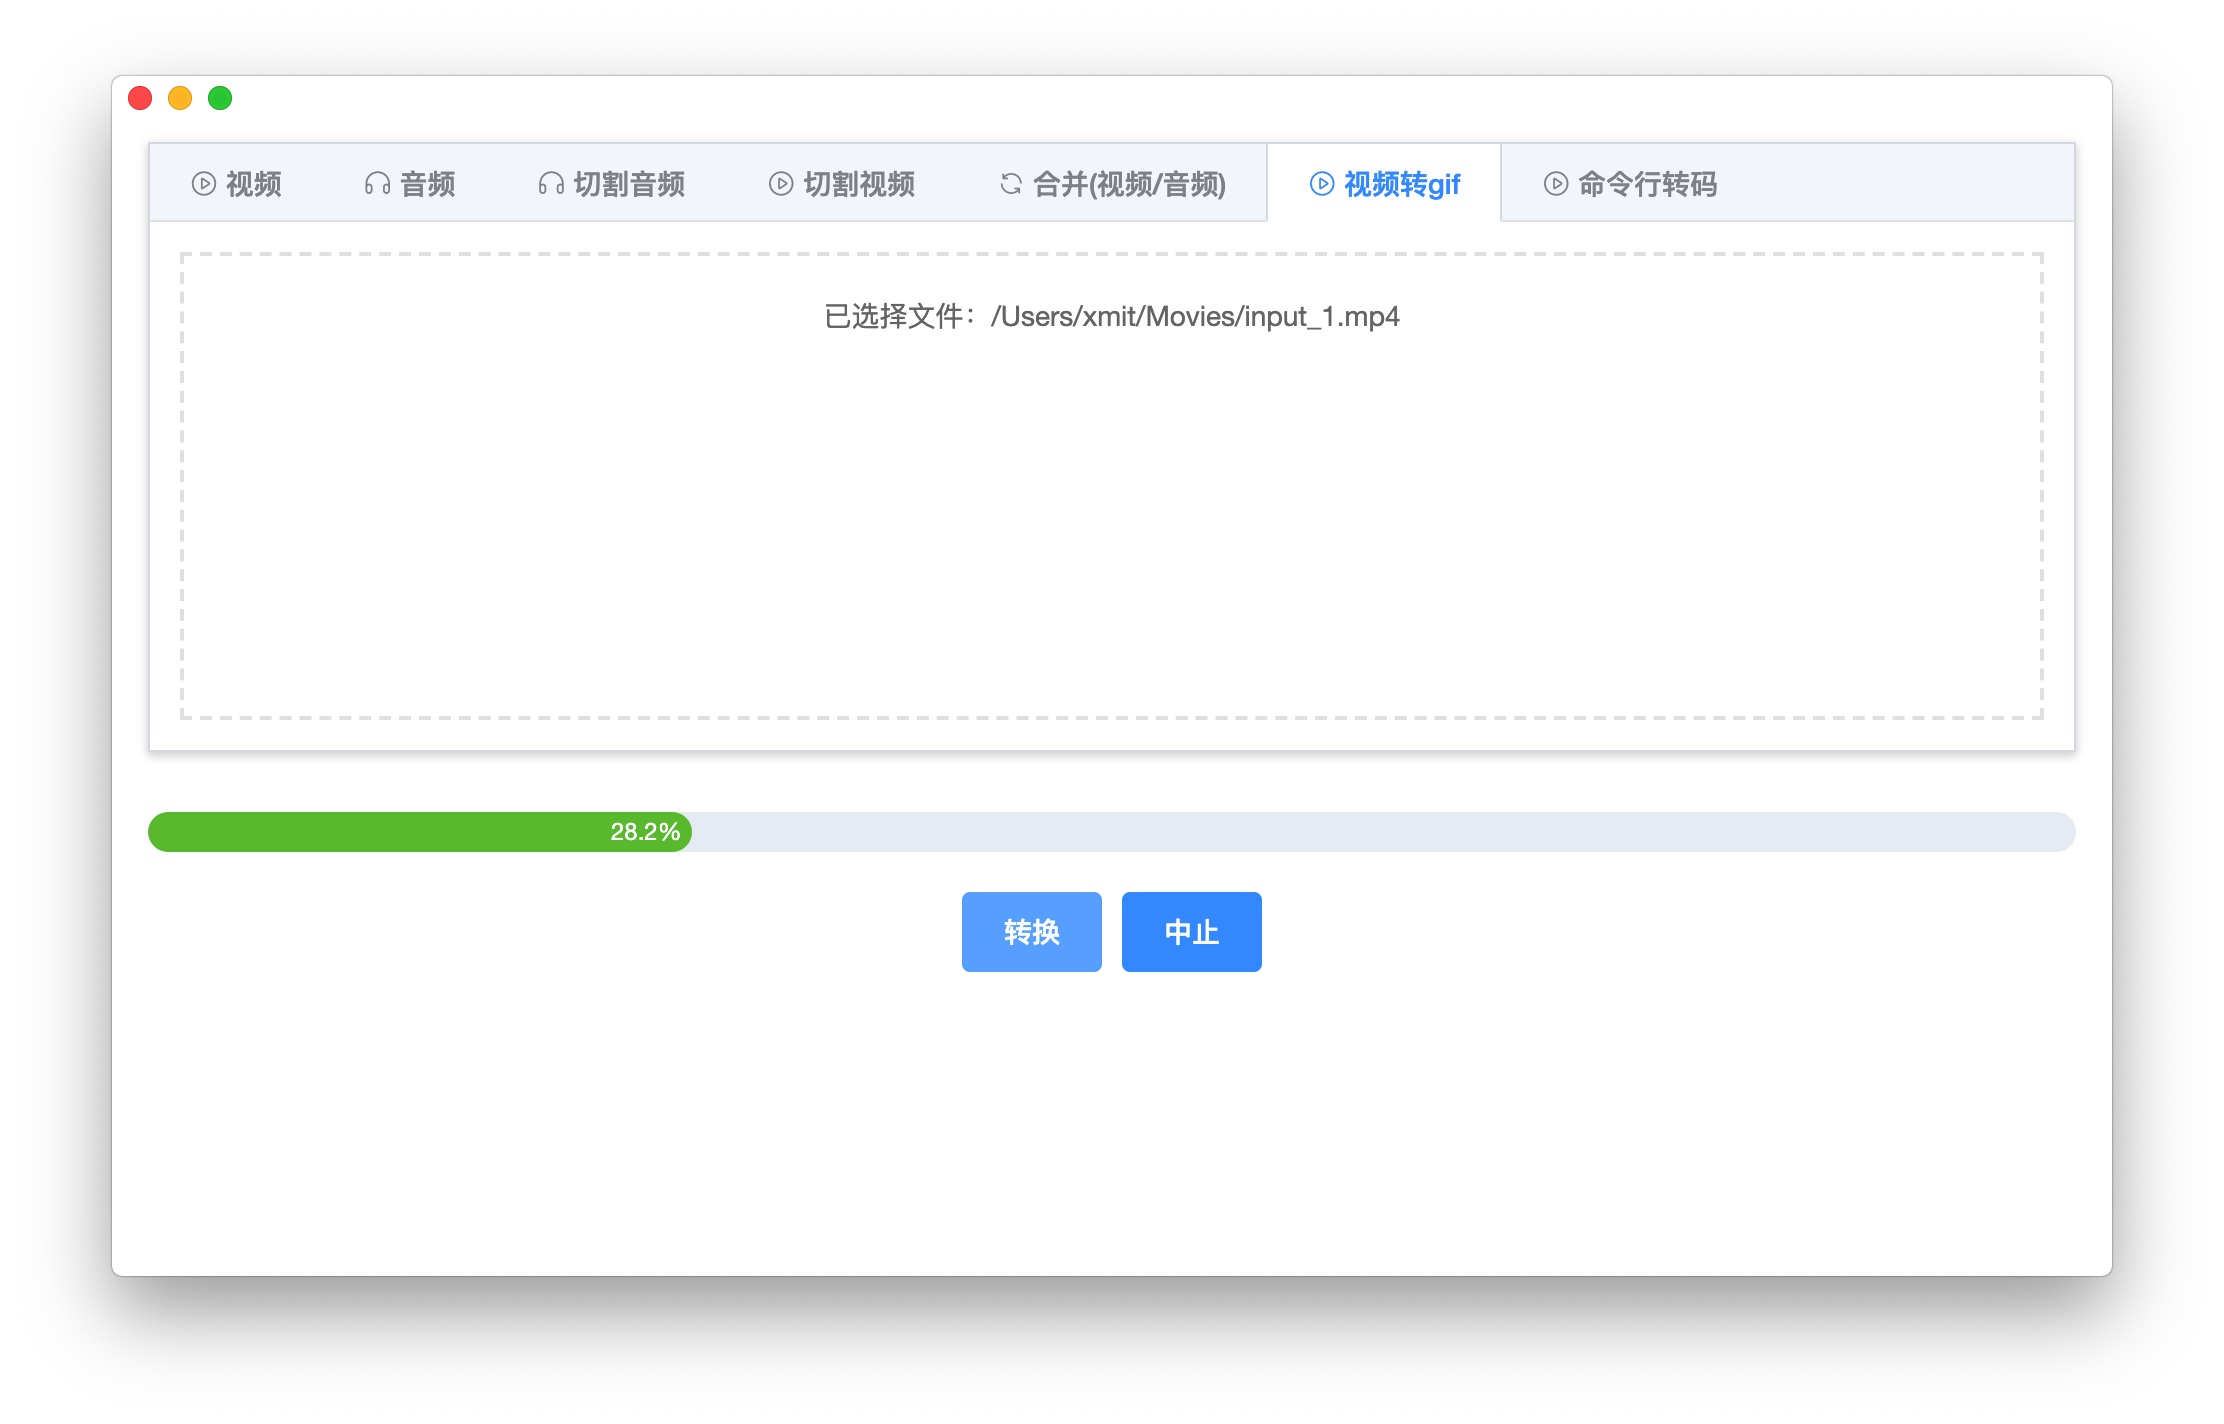 视频 音频 切割音频 切割视频 合并(视频/音频) 视频转gif 命令行转码
已选择文件：/Users/xmit/Movies/input_1.mp4
28.2%
转换 中止